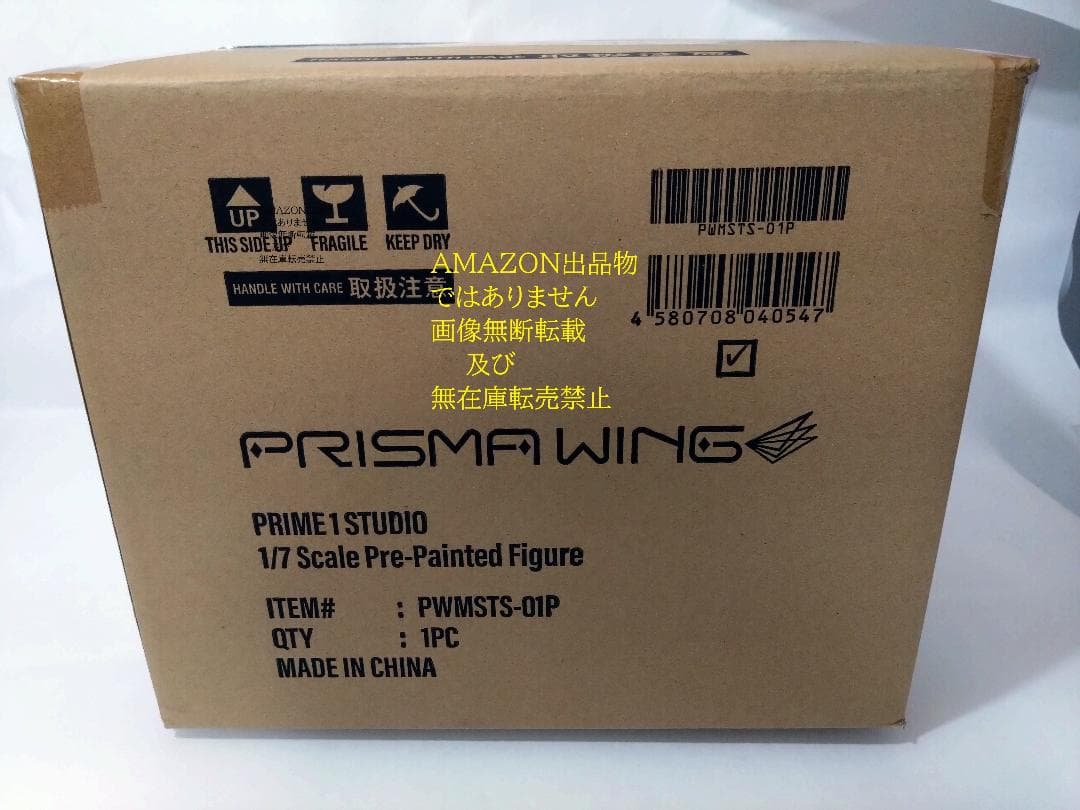 UP
THIS SIDE UP FRAGILE KEEP DRY
HANDLE WITH CARE 取扱注意
PWMSTS-01P
4 580708 040547
AMAZON出品物
ではありません
画像無断転載
及び
無在庫転売禁止
PRISMA WING
PRIME 1 STUDIO
1/7 Scale Pre-Painted Figure
ITEM# : PWMSTS-01P
QTY : 1PC
MADE IN CHINA